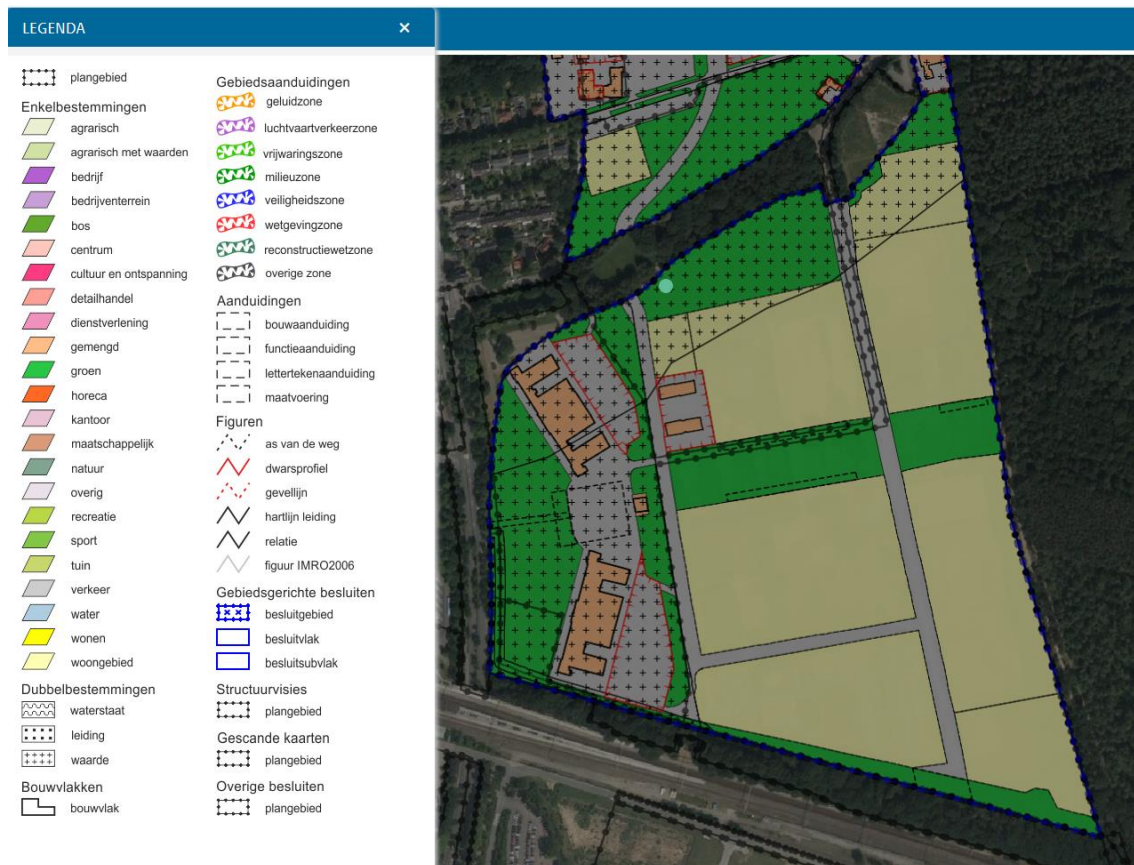 LEGENDA ×
plangebied
Enkelbestemmingen
agrarisch
agrarisch met waarden
bedrijf
bedrijventerrein
bos
centrum
cultuur en ontspanning
detailhandel
dienstverlening
gemengd
groen
horeca
kantoor
maatschappelijk
natuur
overig
recreatie
sport
tuin
verkeer
water
wonen
woongebied
Dubbelbestemmingen
waterstaat
leiding
waarde
Bouwvlakken
bouwvlak
Gebiedsaanduidingen
geluidzone
luchtvaartverkeerzone
vrijwaringszone
milieuzone
veiligheidszone
wetgevingzone
reconstructiewetzone
overige zone
Aanduidingen
bouwaanduiding
functieaanduiding
lettertekenaanduiding
maatvoering
Figuren
as van de weg
dwarsprofiel
gevellijn
hartlijn leiding
relatie
figuur IMRO2006
Gebiedsgerichte besluiten
besluitgebied
besluitvlak
besluitsubvlak
Structuurvisies
plangebied
Gescande kaarten
plangebied
Overige besluiten
plangebied